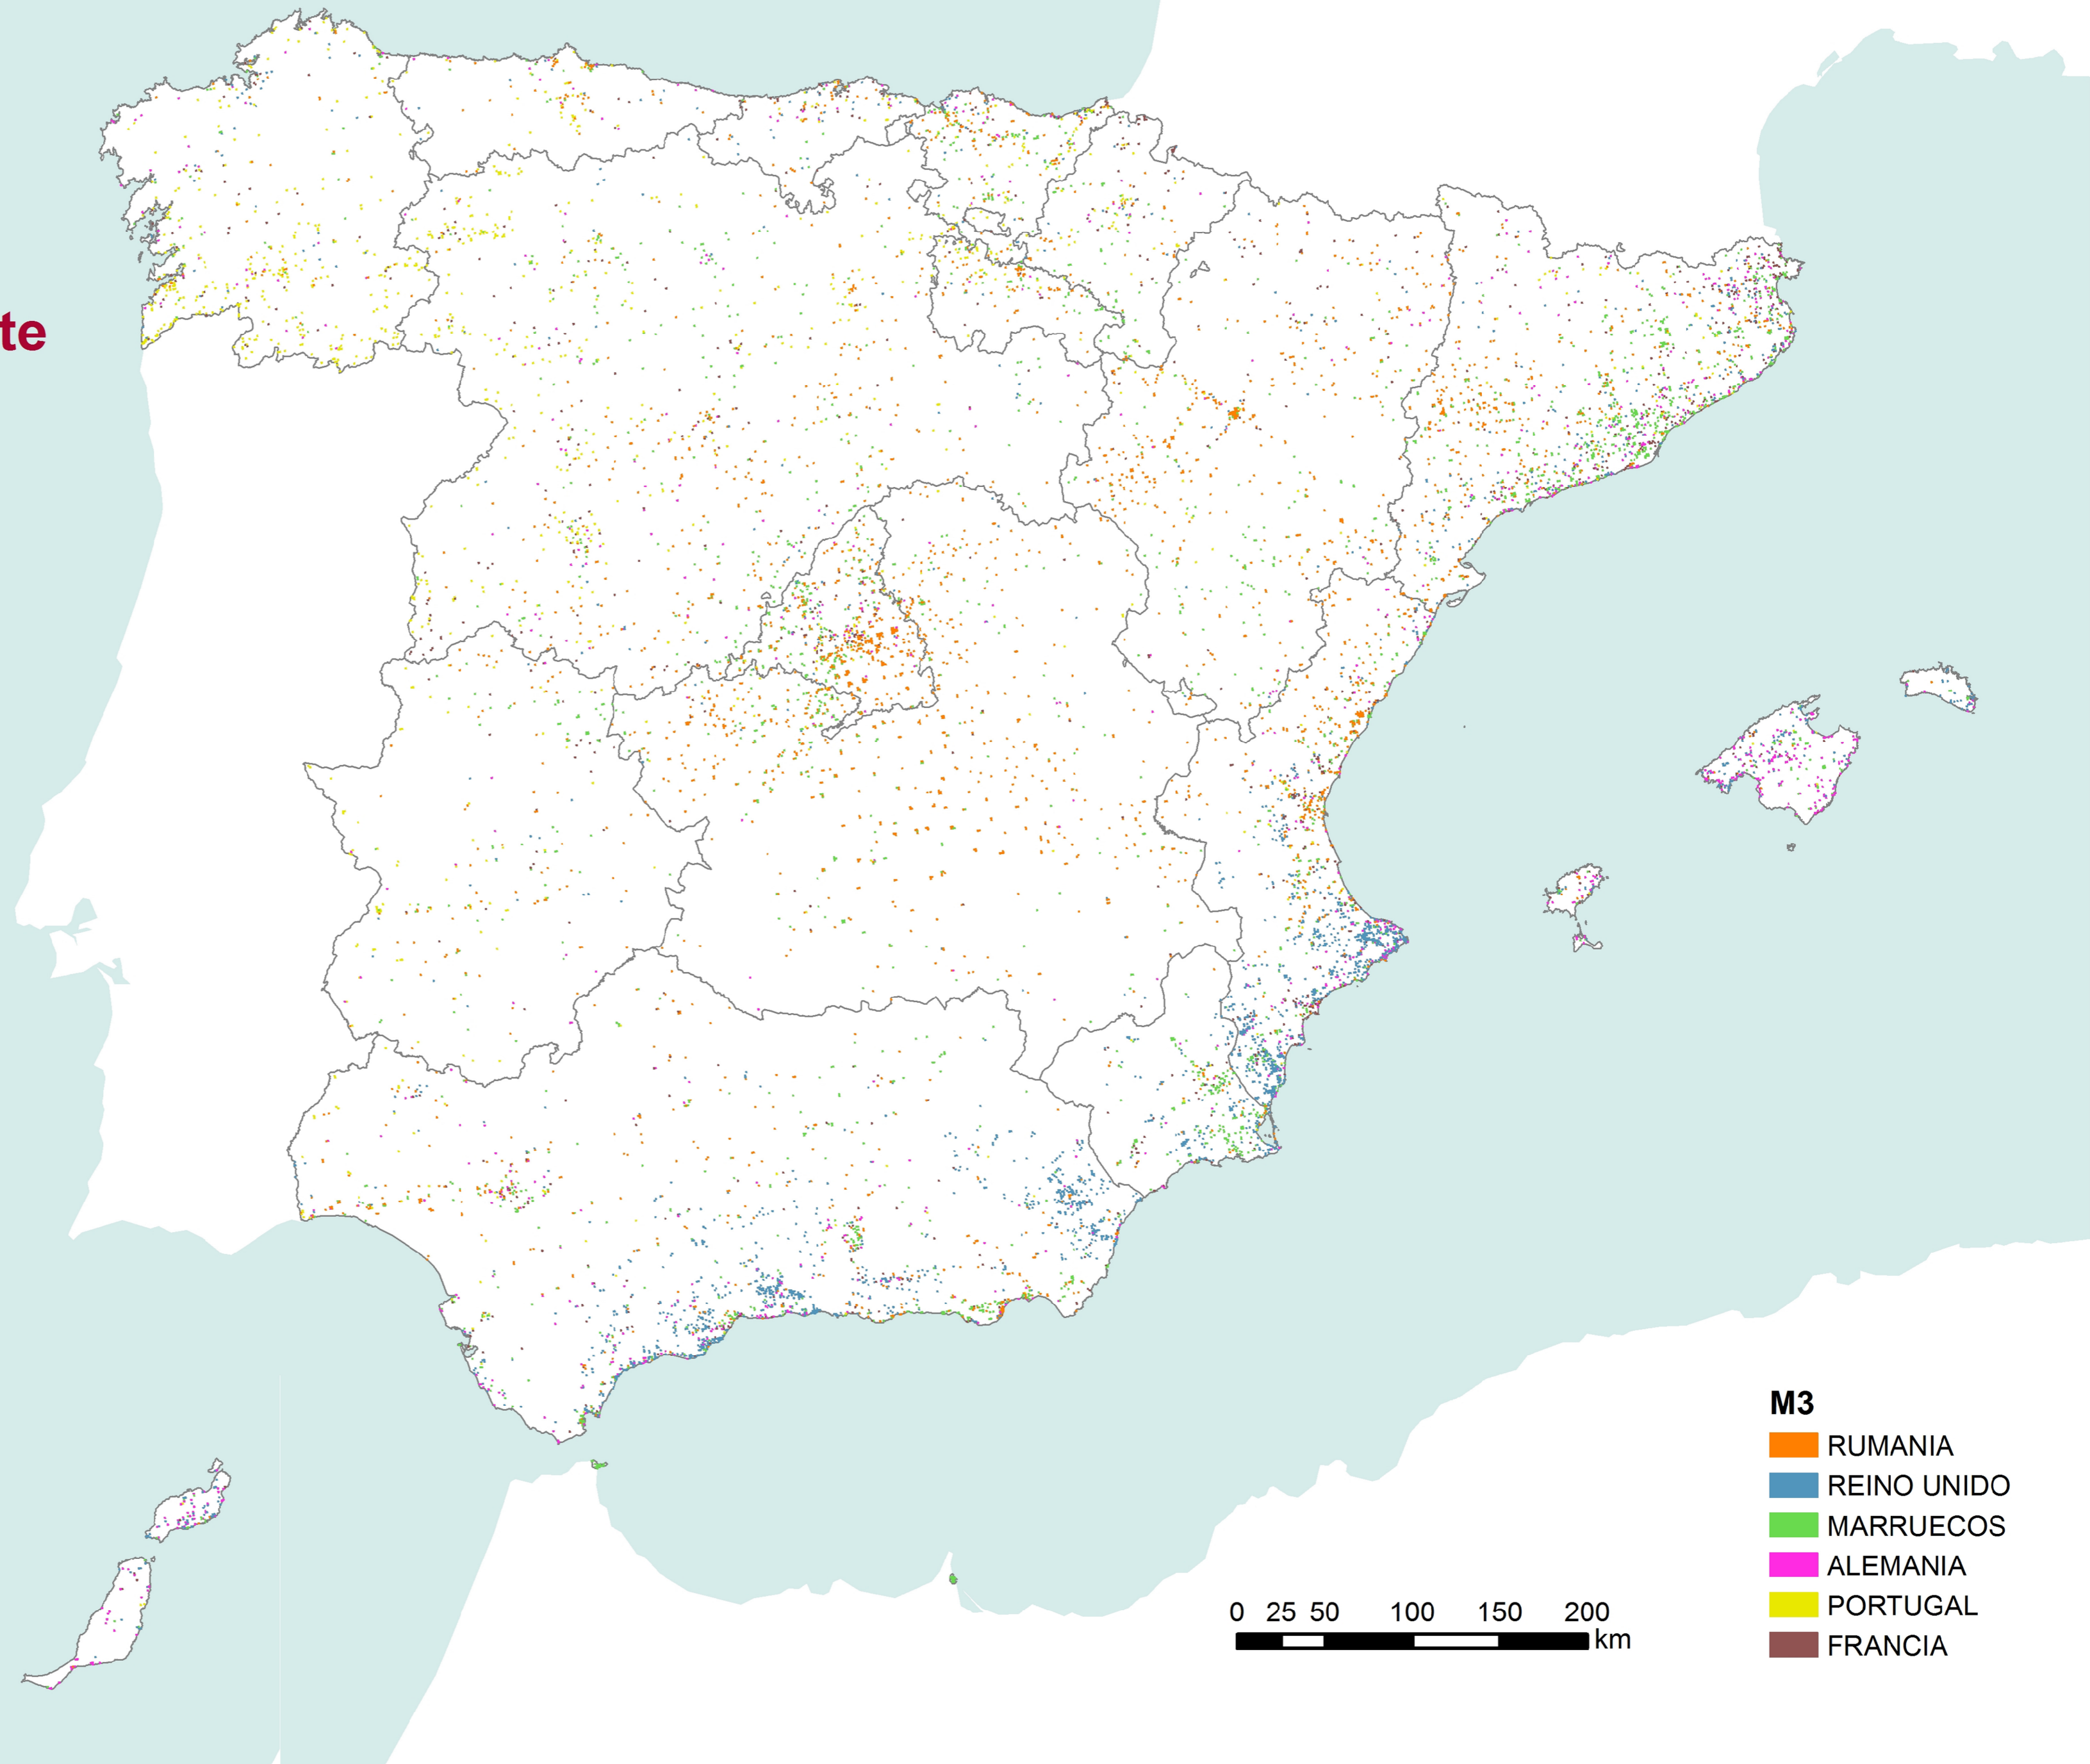 te
M3
RUMANIA
REINO UNIDO
MARRUECOS
ALEMANIA
PORTUGAL
FRANCIA
0 25 50 100 150 200
km